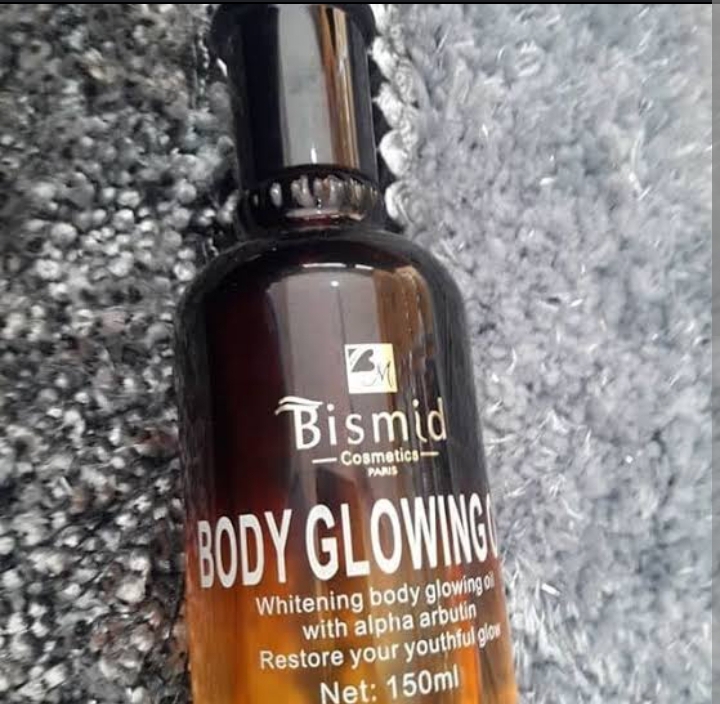 BM
Bismid
Cosmetics
PARIS
BODY GLOWING
Whitening body glowing oil
with alpha arbutin
Restore your youthful glow
Net: 150ml